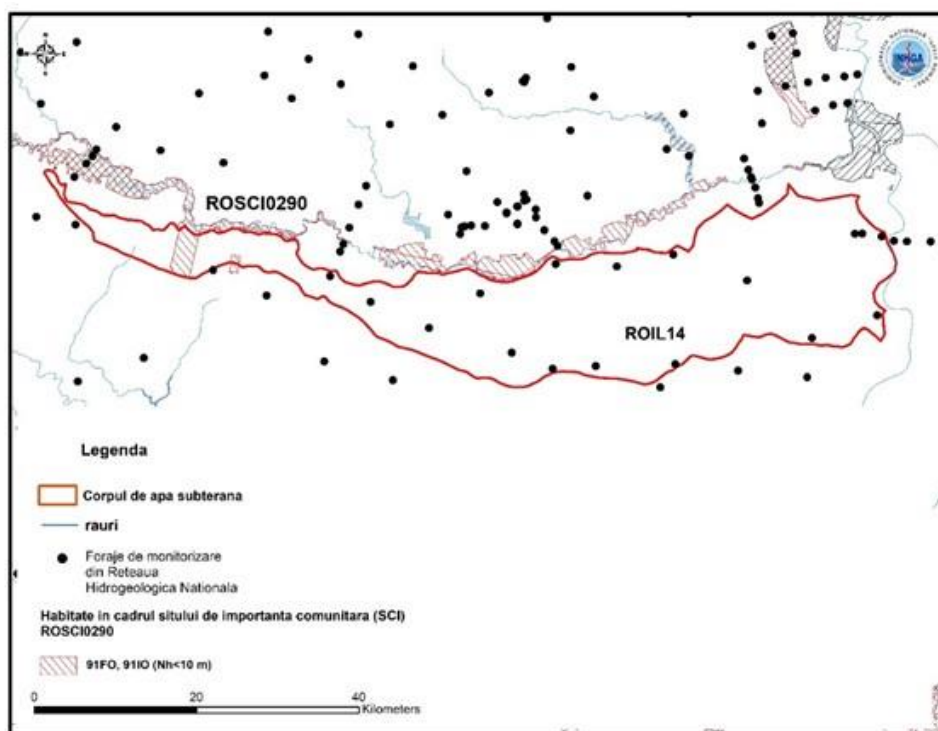 INHGA
ROSCI0290
ROIL14
Legenda
Corpul de apa subterana
rauri
Foraje de monitorizare
din Reteaua
Hidrogeologica Nationala
Habitate in cadrul sitului de importanta comunitara (SCI)
ROSCI0290
91FO, 91IO (Nh<10 m)
0 20 40
Kilometers